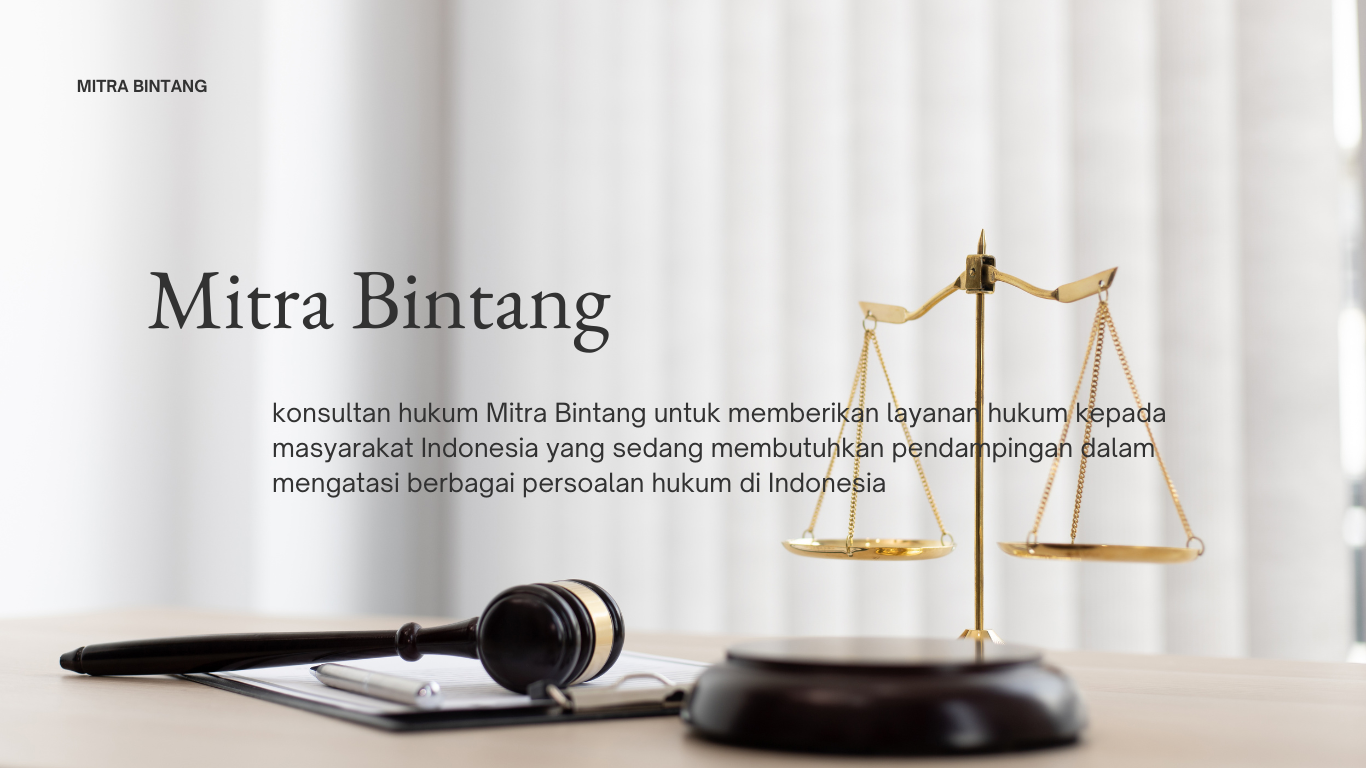 MITRA BINTANG
Mitra Bintang
konsultan hukum Mitra Bintang untuk memberikan layanan hukum kepada
masyarakat Indonesia yang sedang membutuhkan pendampingan dalam
mengatasi berbagai persoalan hukum di Indonesia